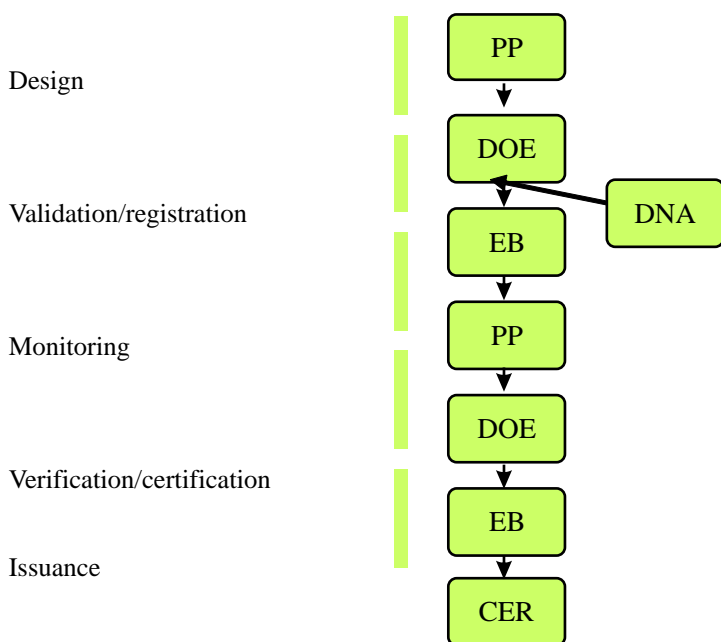 PP
Design
DOE
Validation/registration
DNA
EB
PP
Monitoring
DOE
Verification/certification
EB
Issuance
CER